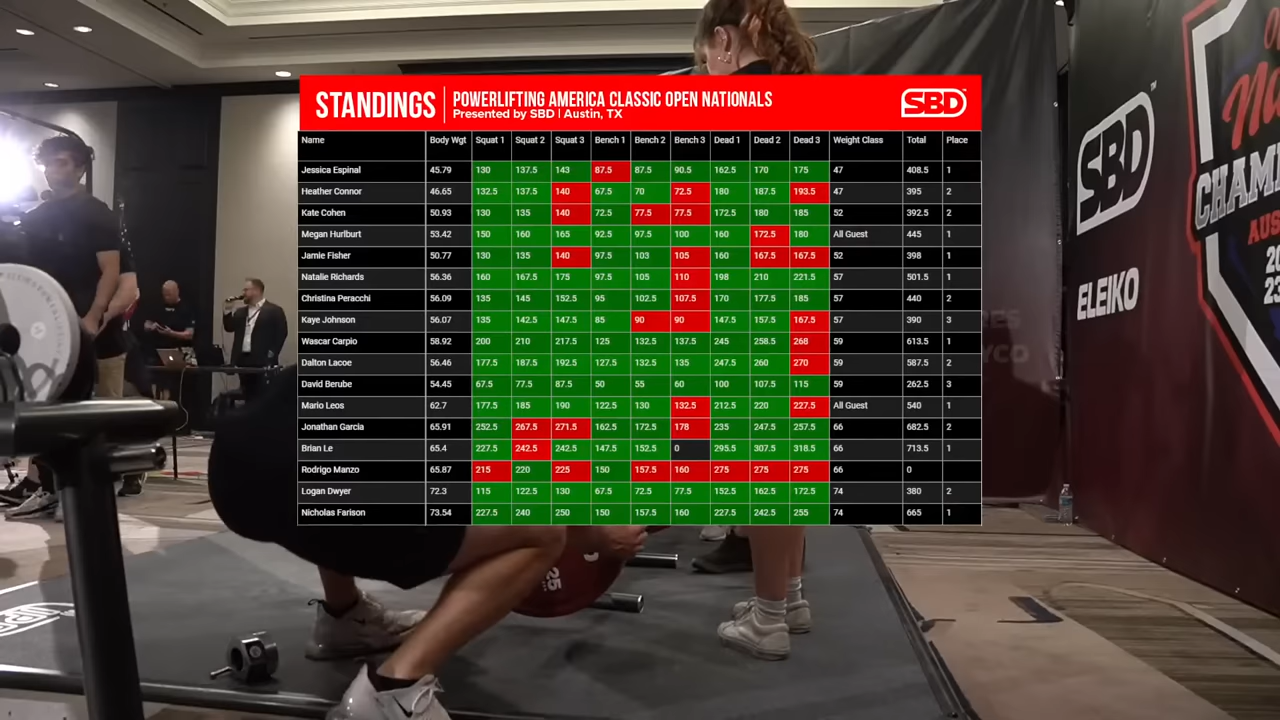 STANDINGS POWERLIFTING AMERICA CLASSIC OPEN NATIONALS
Presented by SBD | Austin, TX
SBD
Name Body Wgt Squat 1 Squat 2 Squat 3 Bench 1 Bench 2 Bench 3 Dead 1 Dead 2 Dead 3 Weight Class Total Place
Jessica Espinal 45.79 130 137.5 143 87.5 87.5 90.5 162.5 170 175 47 408.5 1
Heather Connor 46.65 132.5 137.5 140 67.5 70 72.5 180 187.5 193.5 47 395 2
Kate Cohen 50.93 130 135 140 72.5 77.5 77.5 172.5 180 185 52 392.5 2
Megan Hurlburt 53.42 150 160 165 92.5 97.5 100 160 172.5 180 All Guest 445 1
Jamie Fisher 50.77 130 135 140 97.5 103 105 160 167.5 167.5 52 398 1
Natalie Richards 56.36 160 167.5 175 97.5 105 110 198 210 221.5 57 501.5 1
Christina Peracchi 56.09 135 145 152.5 95 102.5 107.5 170 177.5 185 57 440 2
Kaye Johnson 56.07 135 142.5 147.5 85 90 90 147.5 157.5 167.5 57 390 3
Wascar Carpio 58.92 200 210 217.5 125 132.5 137.5 245 258.5 268 59 613.5 1
Dalton Lacoe 56.46 177.5 187.5 192.5 127.5 132.5 135 247.5 260 270 59 587.5 2
David Berube 54.45 67.5 77.5 87.5 50 55 60 100 107.5 115 59 262.5 3
Mario Leos 62.7 177.5 185 190 122.5 130 132.5 212.5 220 227.5 All Guest 540 1
Jonathan Garcia 65.91 252.5 267.5 271.5 162.5 172.5 178 235 247.5 257.5 66 682.5 2
Brian Le 65.4 227.5 242.5 242.5 147.5 152.5 0 295.5 307.5 318.5 66 713.5 1
Rodrigo Manzo 65.87 215 220 225 150 157.5 160 275 275 275 66 0
Logan Dwyer 72.3 115 122.5 130 67.5 72.5 77.5 152.5 162.5 172.5 74 380 2
Nicholas Farison 73.54 227.5 240 250 150 157.5 160 227.5 242.5 255 74 665 1
SBD
ELEIKO
25